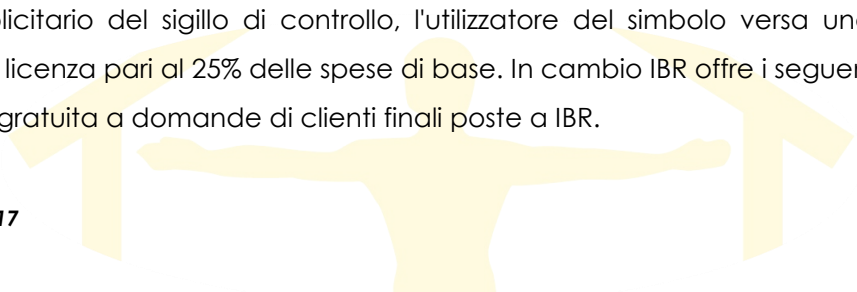 licitario del sigillo di controllo, l'utilizzatore del simbolo versa una
licenza pari al 25% delle spese di base. In cambio IBR offre i seguen
gratuita a domande di clienti finali poste a IBR.
17